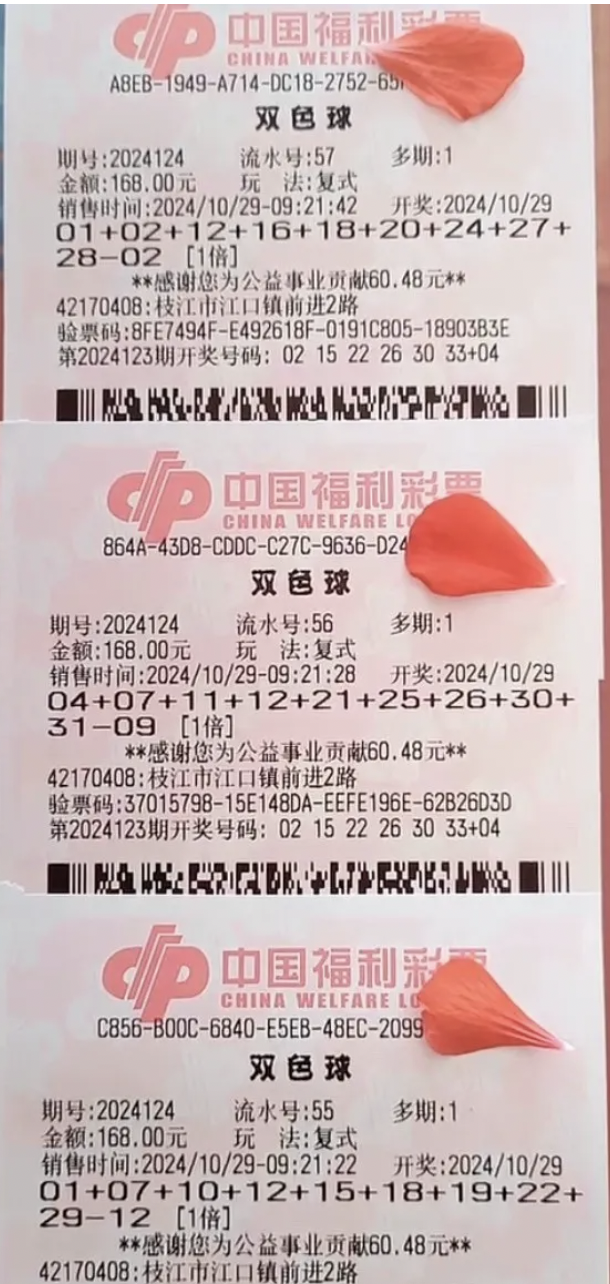 中国福利
CHINA WELFA
A8EB-1949-A714-DC18-2752-65
双色球
期号:2024124 流水号:57 多期:1
金额:168.00元 玩 法:复式
销售时间:2024/10/29-09:21:42 开奖:2024/10/29
01+02+12+16+18+20+24+27+
28-02 [1倍]
**感谢您为公益事业贡献60.48元**
42170408:枝江市江口镇前进2路
验票码:8FE7494F-E492618F-0191C805-18903B3E
第2024123期开奖号码: 02 15 22 26 30 33+04
中国福利彩票
CHINA WELFARE LO
864A-43D8-CDDC-C27C-9636-D24
双色球
期号:2024124 流水号:56 多期:1
金额:168.00元 玩 法:复式
销售时间:2024/10/29-09:21:28 开奖:2024/10/29
04+07+11+12+21+25+26+30+
31-09 [1倍]
**感谢您为公益事业贡献60.48元**
42170408:枝江市江口镇前进2路
验票码:37015798-15E148DA-EEFE196E-62B26D3D
第2024123期开奖号码: 02 15 22 26 30 33+04
中国福利彩票
CHINA WELFARE LO
C856-B00C-6840-E5EB-48EC-2099
双色球
期号:2024124 流水号:55 多期:1
金额:168.00元 玩 法:复式
销售时间:2024/10/29-09:21:22 开奖:2024/10/29
01+07+10+12+15+18+19+22+
29-12 [1倍]
**感谢您为公益事业贡献60.48元**
42170408:枝江市江口镇前进2路